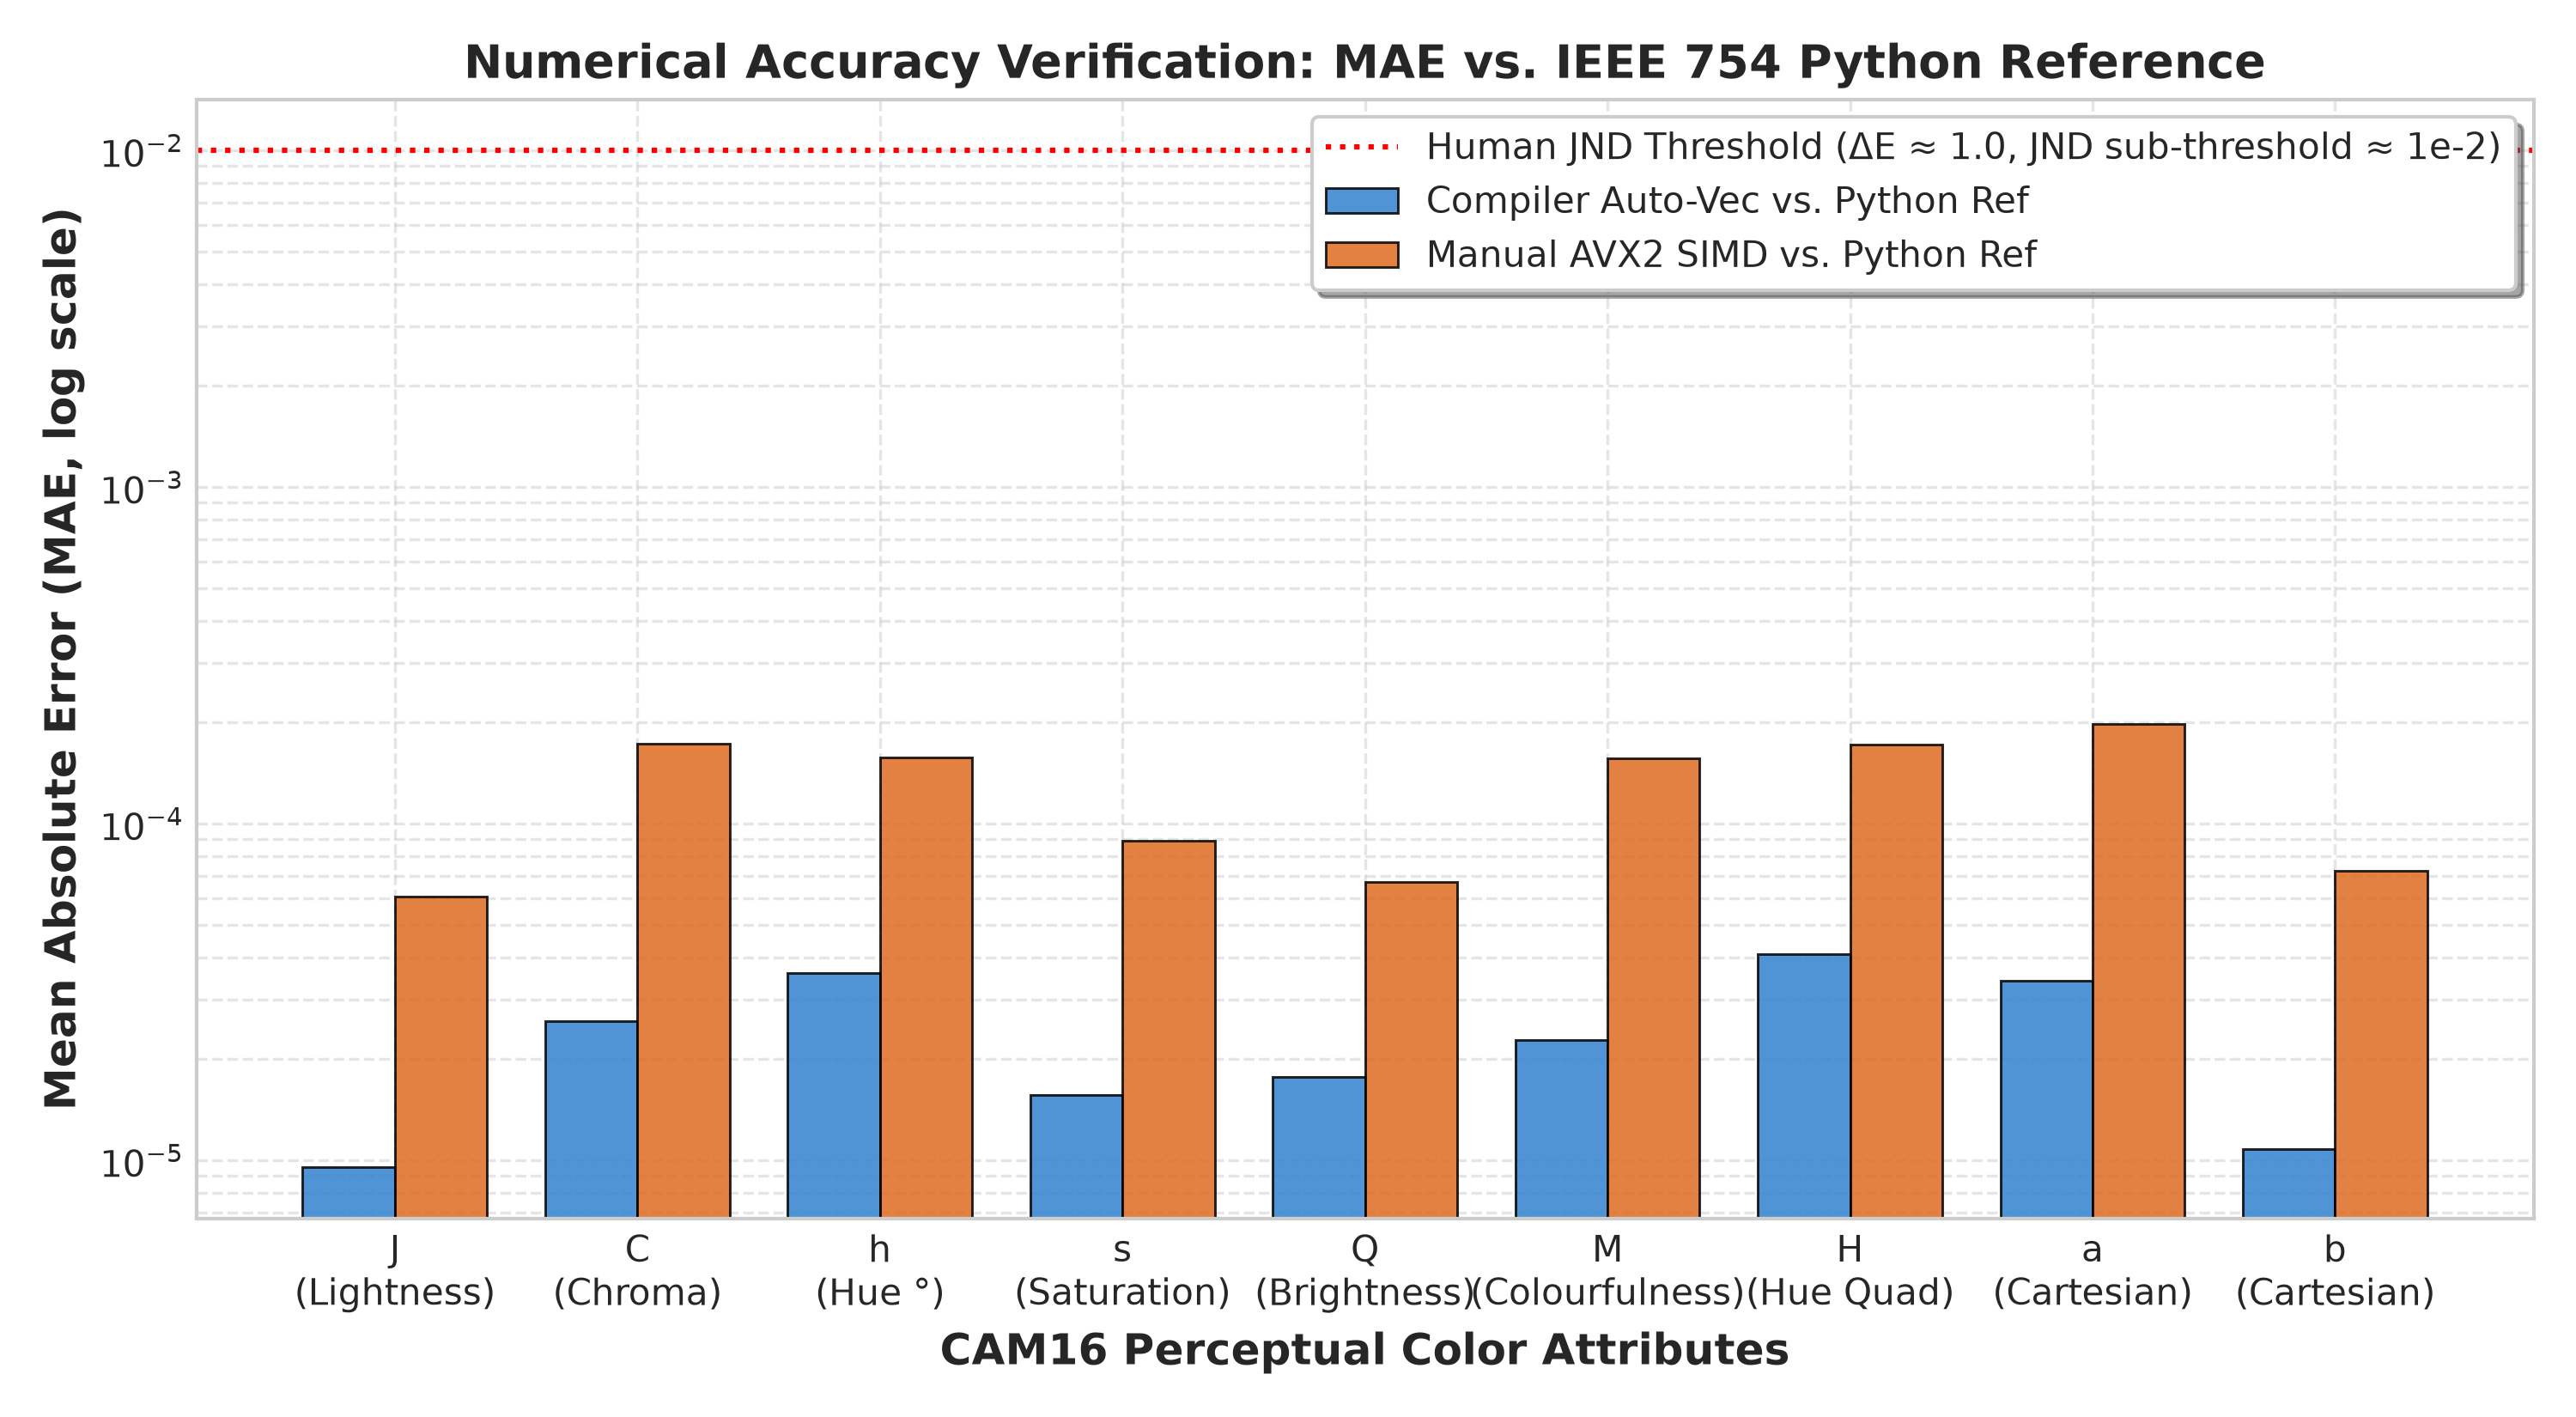 Numerical Accuracy Verification: MAE vs. IEEE 754 Python Reference
Mean Absolute Error (MAE, log scale)
10⁻²
10⁻³
10⁻⁴
10⁻⁵
Human JND Threshold (ΔE ≈ 1.0, JND sub-threshold ≈ 1e-2)
Compiler Auto-Vec vs. Python Ref
Manual AVX2 SIMD vs. Python Ref
J C h s Q M H a b
(Lightness) (Chroma) (Hue °) (Saturation) (Brightness) (Colourfulness) (Hue Quad) (Cartesian) (Cartesian)
CAM16 Perceptual Color Attributes